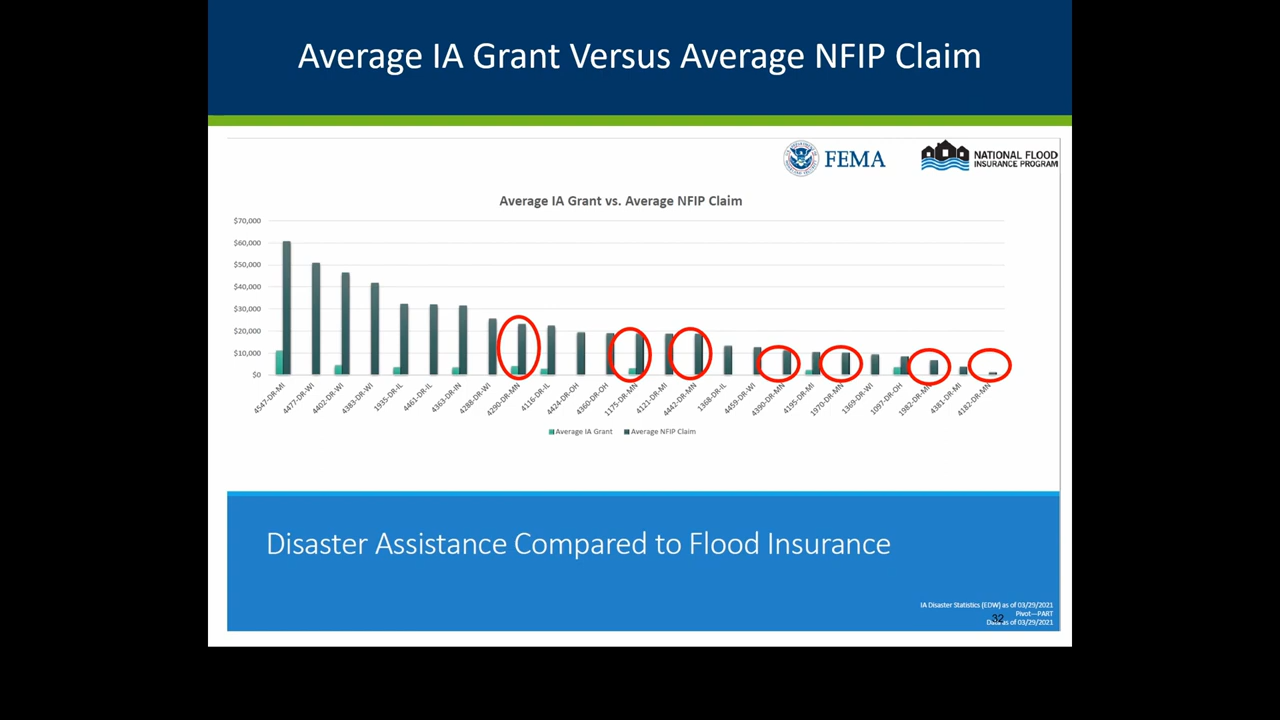 Average IA Grant Versus Average NFIP Claim
FEMA
NATIONAL FLOOD
INSURANCE PROGRAM
Average IA Grant vs. Average NFIP Claim
$70,000
$60,000
$50,000
$40,000
$30,000
$20,000
$10,000
$0
4547-DR-MI
4477-DR-WI
4402-DR-WI
4383-DR-WI
1935-DR-IL
4461-DR-IL
4363-DR-IN
4288-DR-WI
4290-DR-MN
4116-DR-IL
4424-DR-OH
4360-DR-OH
1175-DR-MN
4121-DR-MI
4442-DR-MN
1368-DR-IL
4459-DR-WI
4390-DR-MN
4195-DR-MI
1970-DR-MN
1369-DR-WI
1097-DR-OH
1982-DR-MN
4381-DR-MI
4182-DR-MN
Average IA Grant
Average NFIP Claim
Disaster Assistance Compared to Flood Insurance
IA Disaster Statistics (EDW) as of 03/29/2021
Pivot—PART
Data as of 03/29/2021
32